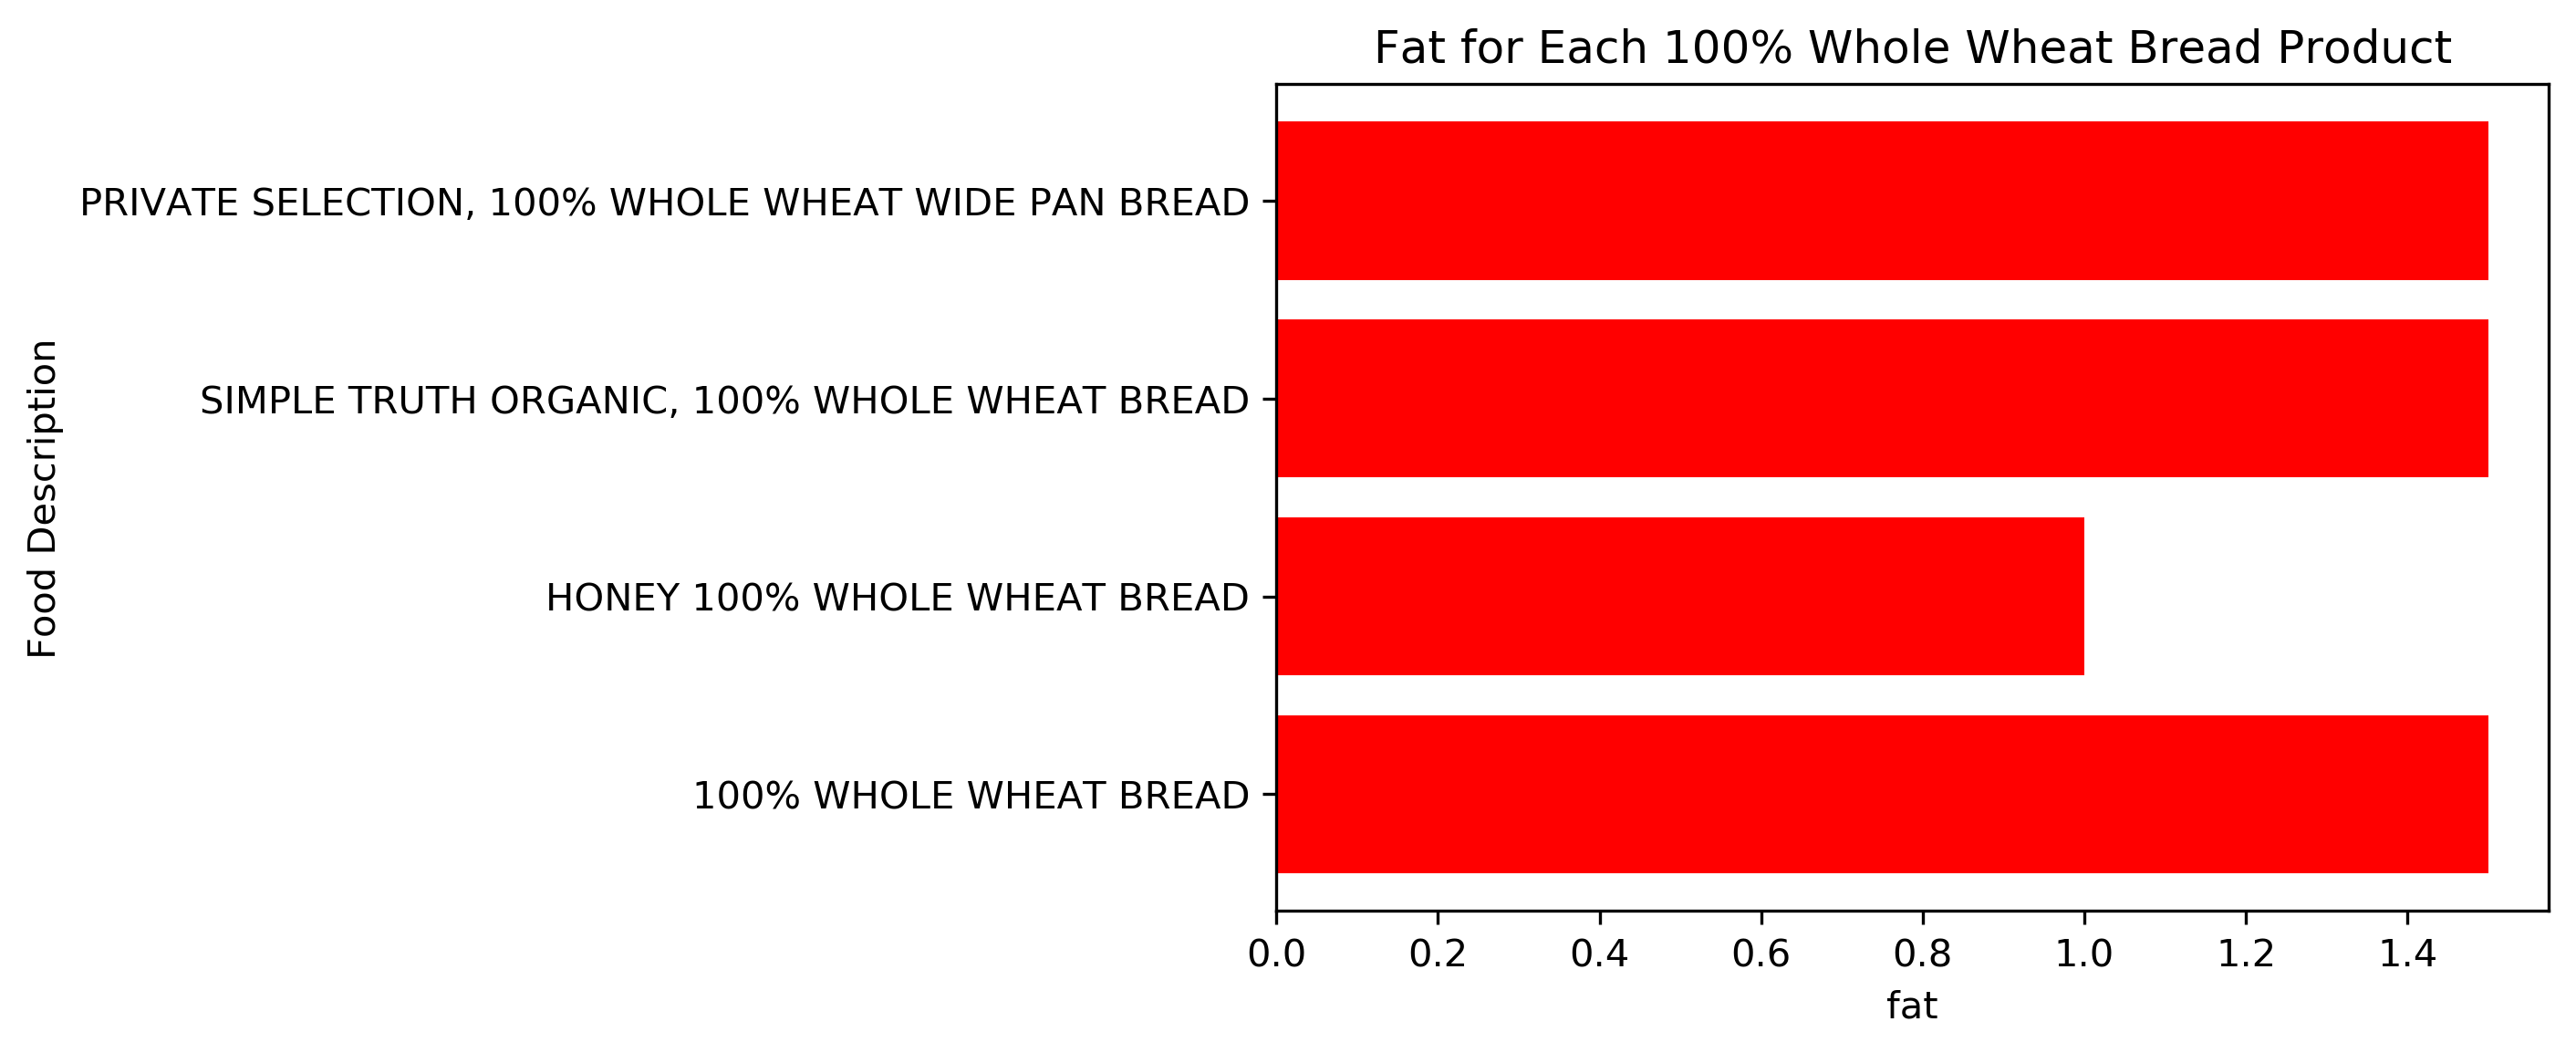 Fat for Each 100% Whole Wheat Bread Product
Food Description
PRIVATE SELECTION, 100% WHOLE WHEAT WIDE PAN BREAD
SIMPLE TRUTH ORGANIC, 100% WHOLE WHEAT BREAD
HONEY 100% WHOLE WHEAT BREAD
100% WHOLE WHEAT BREAD
0.0 0.2 0.4 0.6 0.8 1.0 1.2 1.4
fat